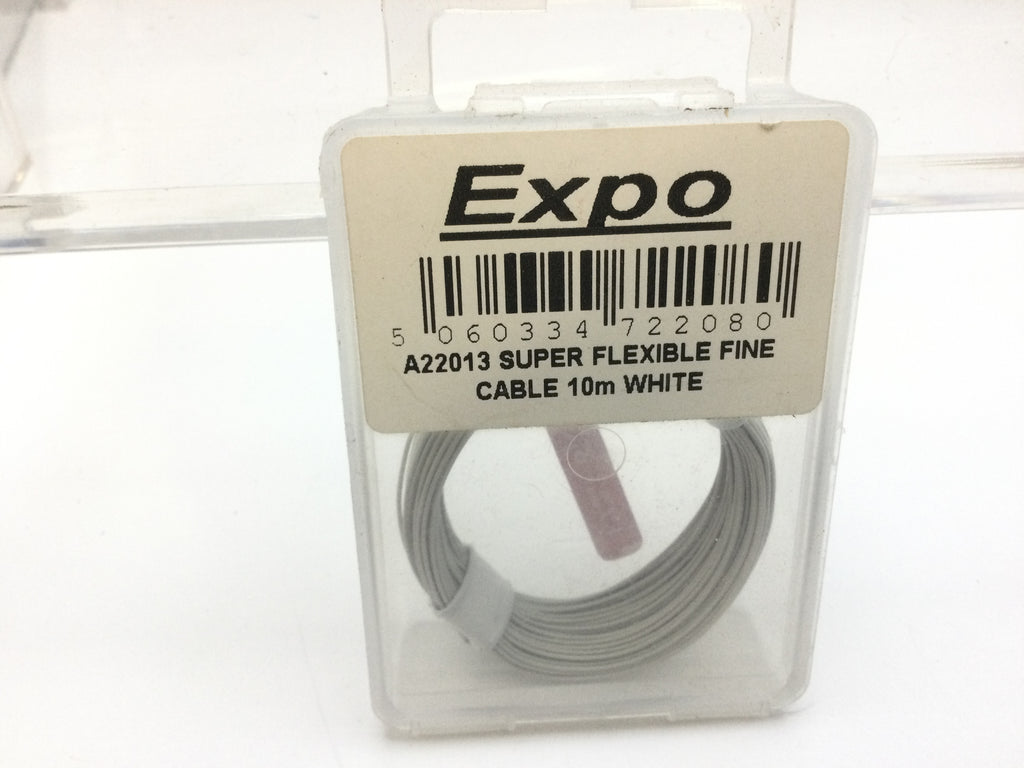 Expo
5 060334 722080
A22013 SUPER FLEXIBLE FINE
CABLE 10m WHITE